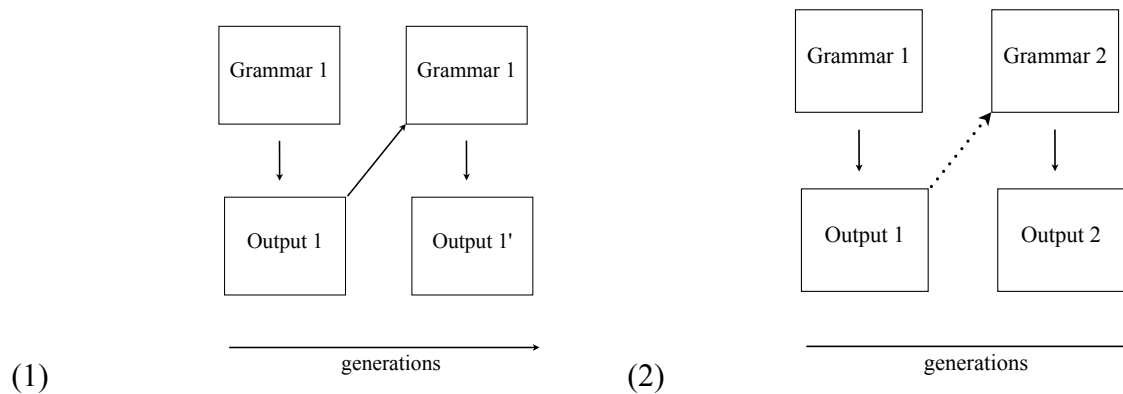 Grammar 1
Grammar 1
Output 1
Output 1'
generations
(1)
Grammar 1
Grammar 2
Output 1
Output 2
generations
(2)